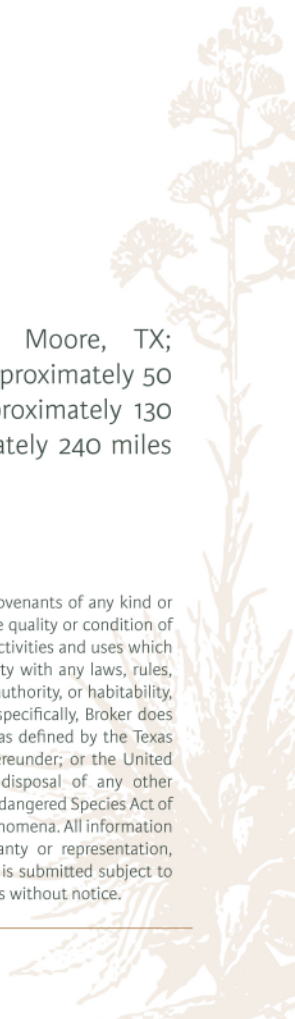 Moore, TX;
proximately 50
roximately 130
ately 240 miles
ovenants of any kind or
e quality or condition of
ctivities and uses which
ty with any laws, rules,
uthority, or habitability,
specifically, Broker does
as defined by the Texas
ereunder; or the United
disposal of any other
dangered Species Act of
nomena. All information
anty or representation,
is submitted subject to
s without notice.